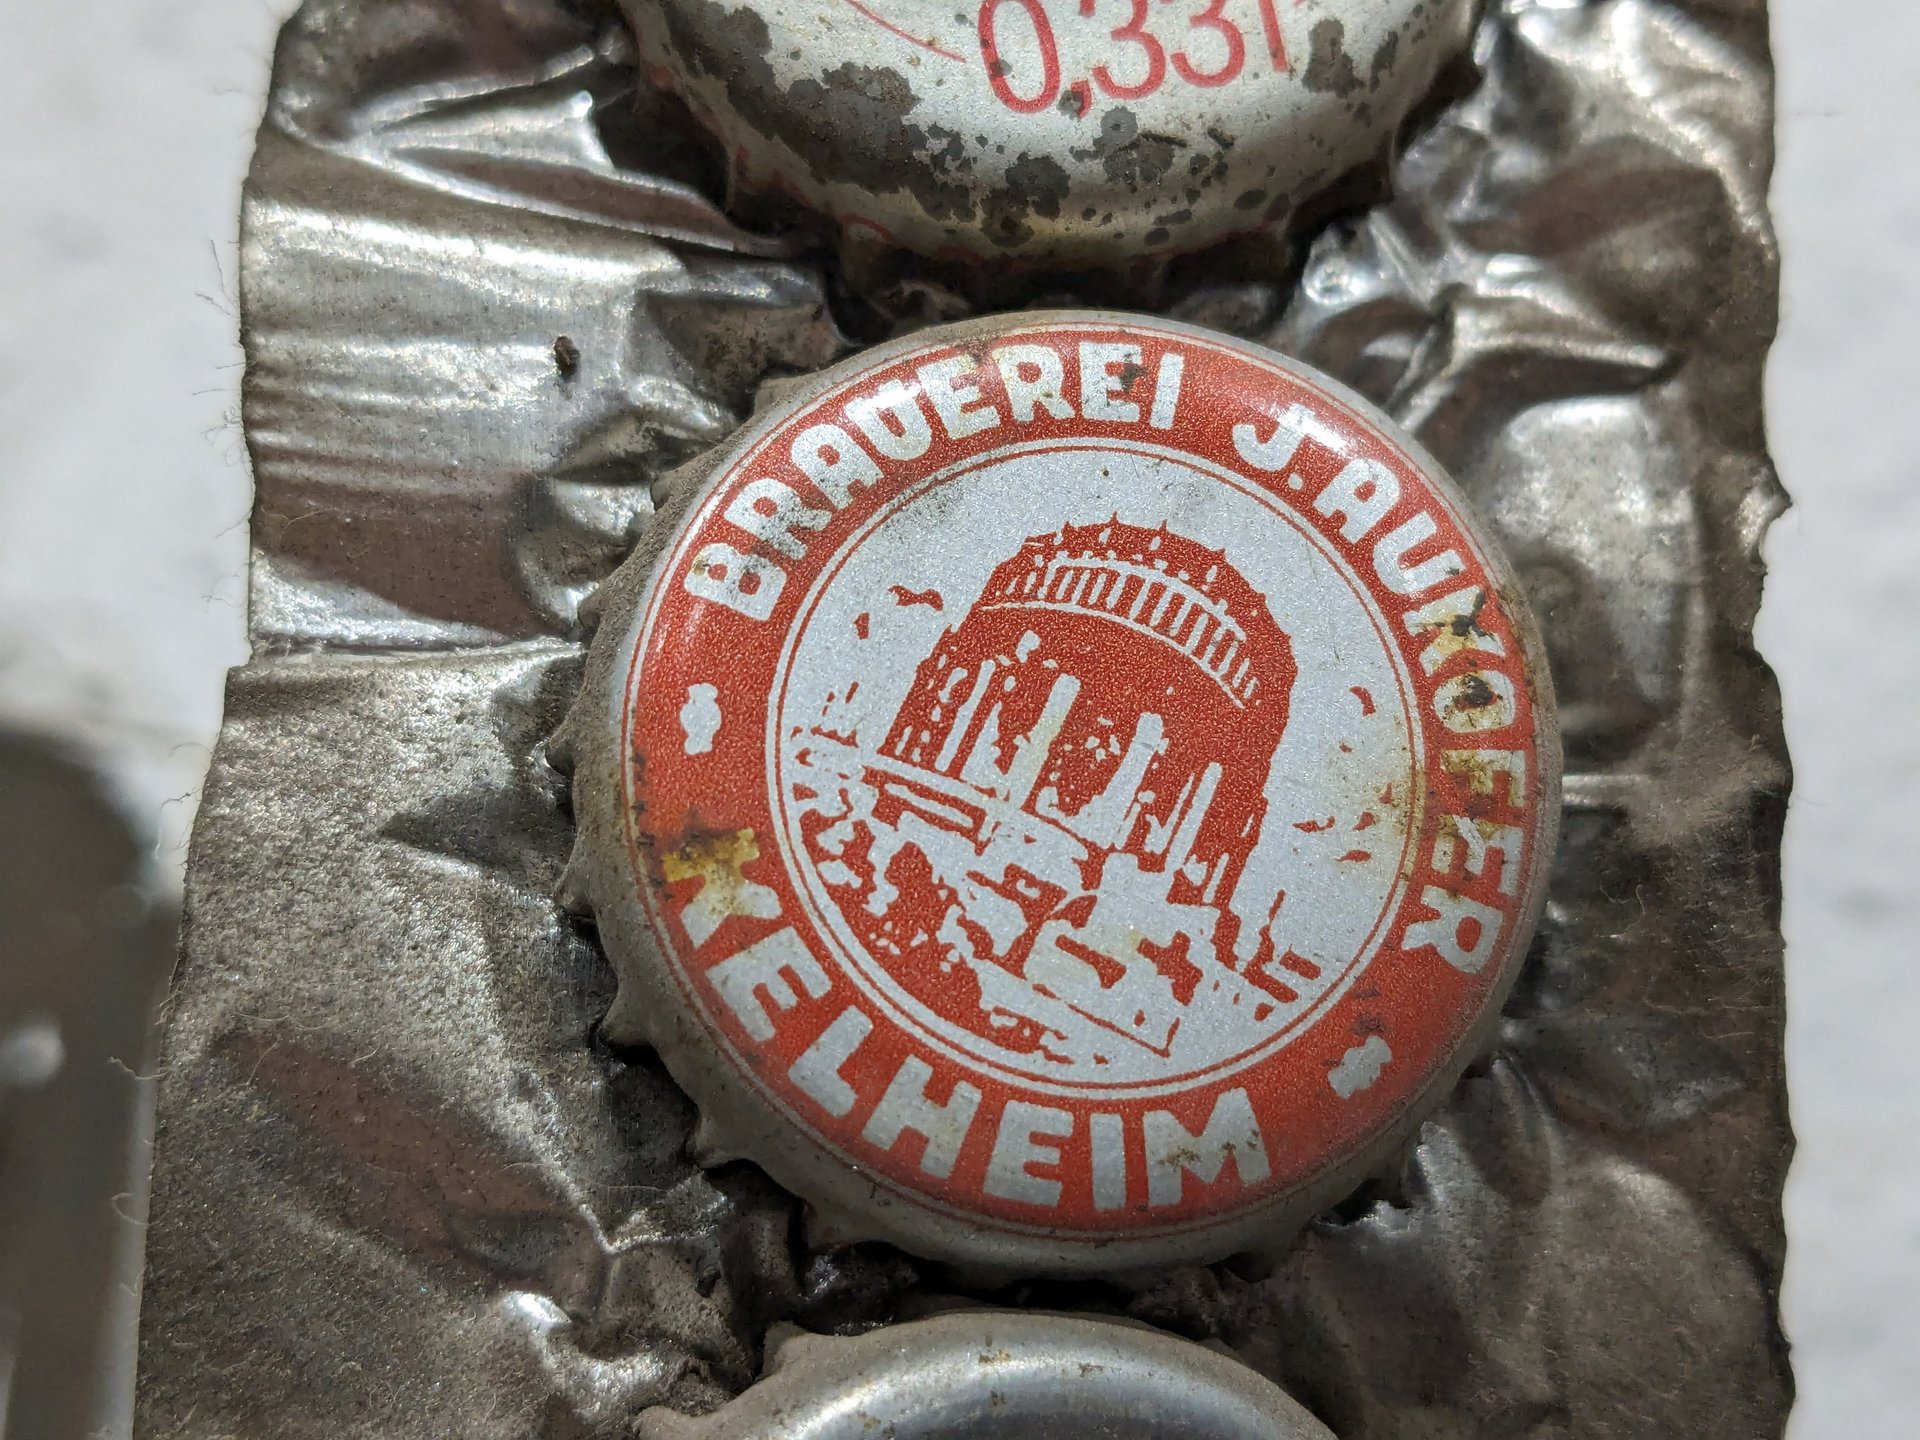 0,33l
BRAUEREI J. AUKOFER
KELHEIM